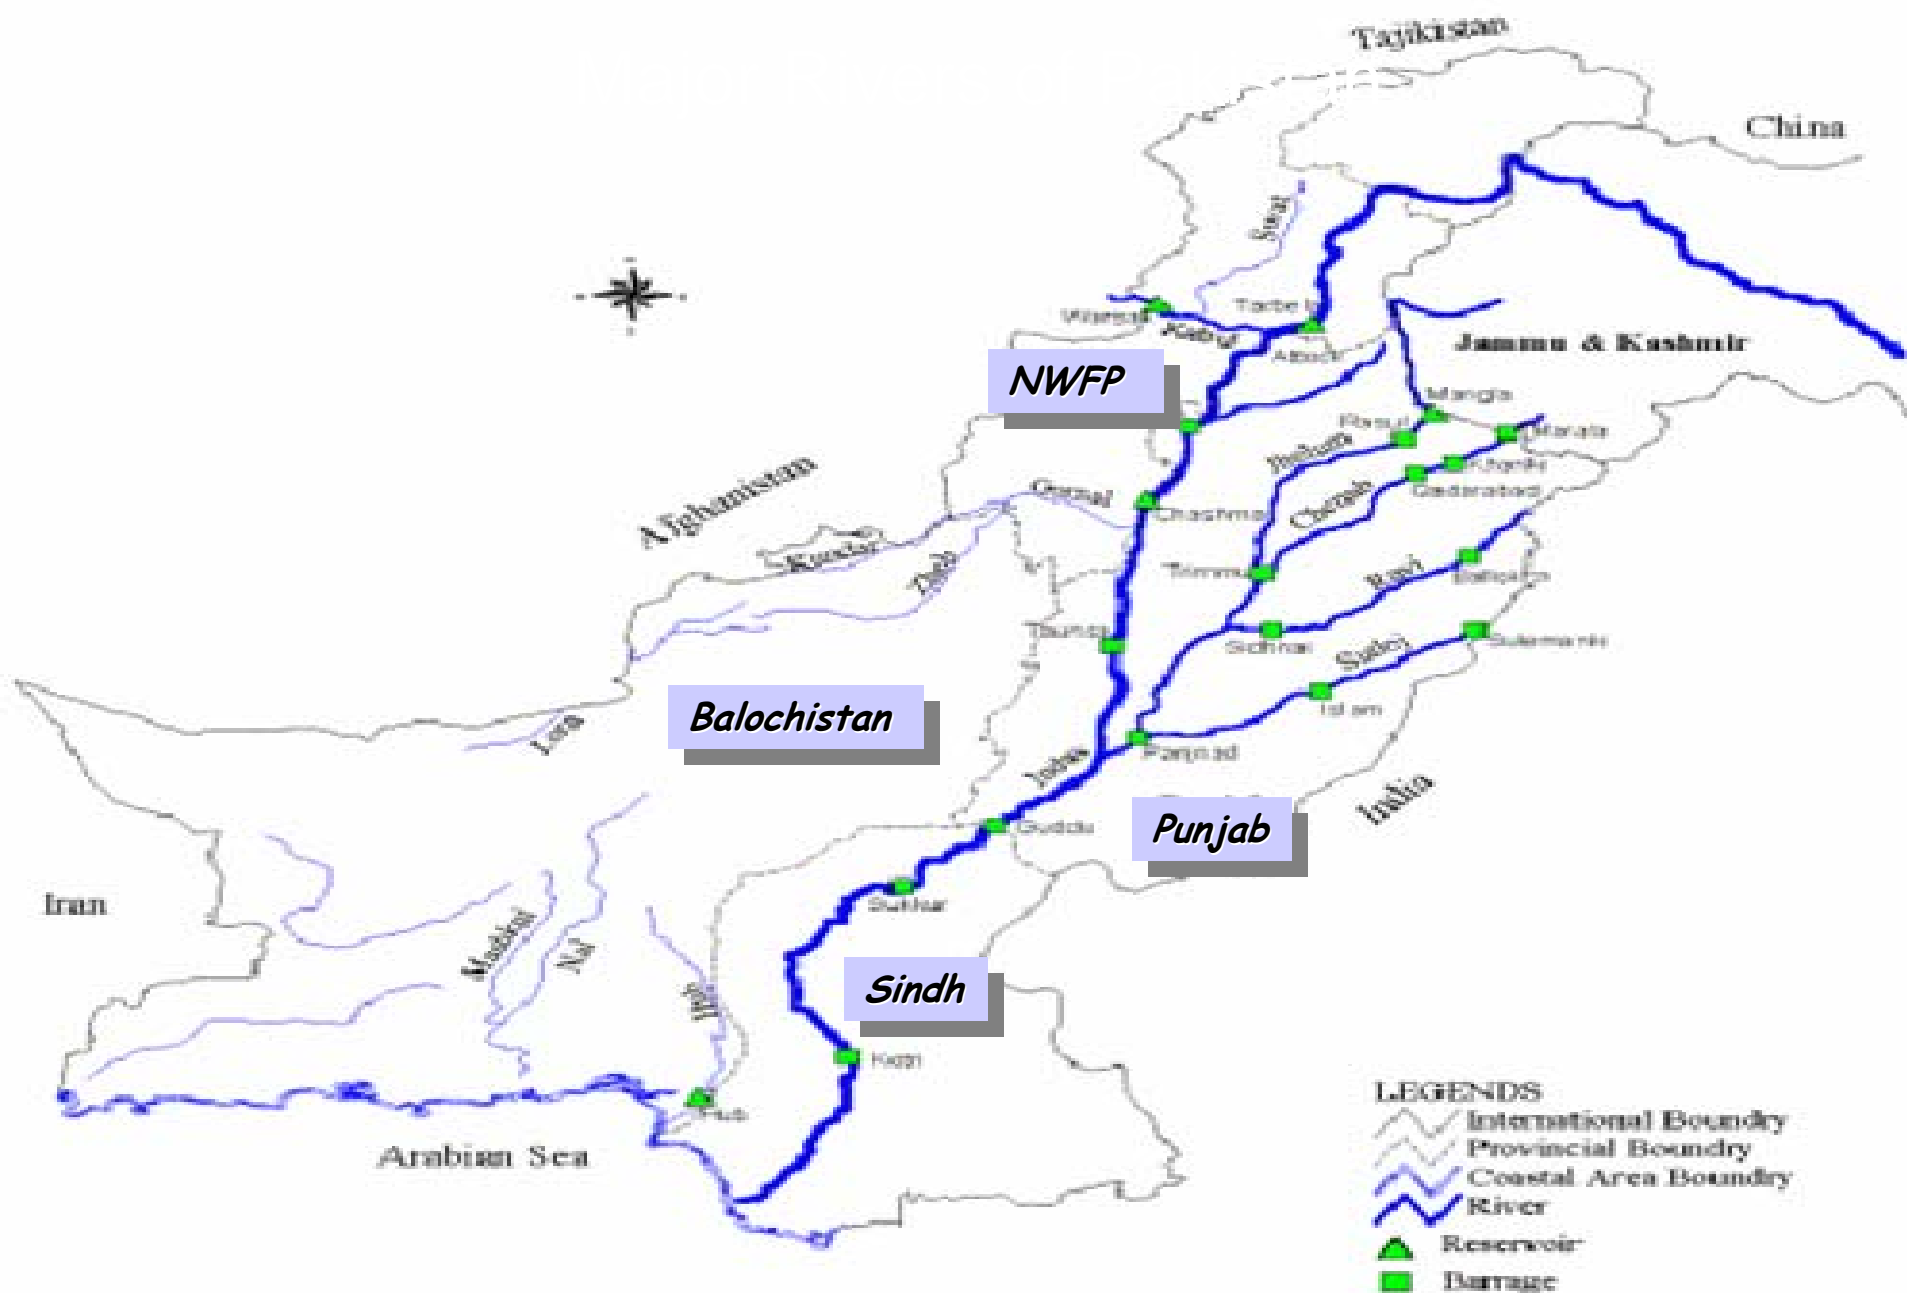 Tajikistan
China
Swat
Warsak
Kabul
Tarbela
Attock
Jammu & Kashmir
NWFP
Mangla
Rasul
Marala
Jhelum
Khanki
Afghanistan
Gomal
Chashma
Chenab
Qadirabad
Kundar
Zhob
Trimmu
Ravi
Balloki
Taunsa
Sidhnai
Sutlej
Sulemanki
Balochistan
Islam
Lora
Indus
Panjnad
India
Guddu
Punjab
Iran
Sukkur
Mashkai
Nal
Sindh
Hub
Kotri
Hub
Arabian Sea
LEGENDS
International Boundry
Provincial Boundry
Coastal Area Boundry
River
Reservoir
Barrage